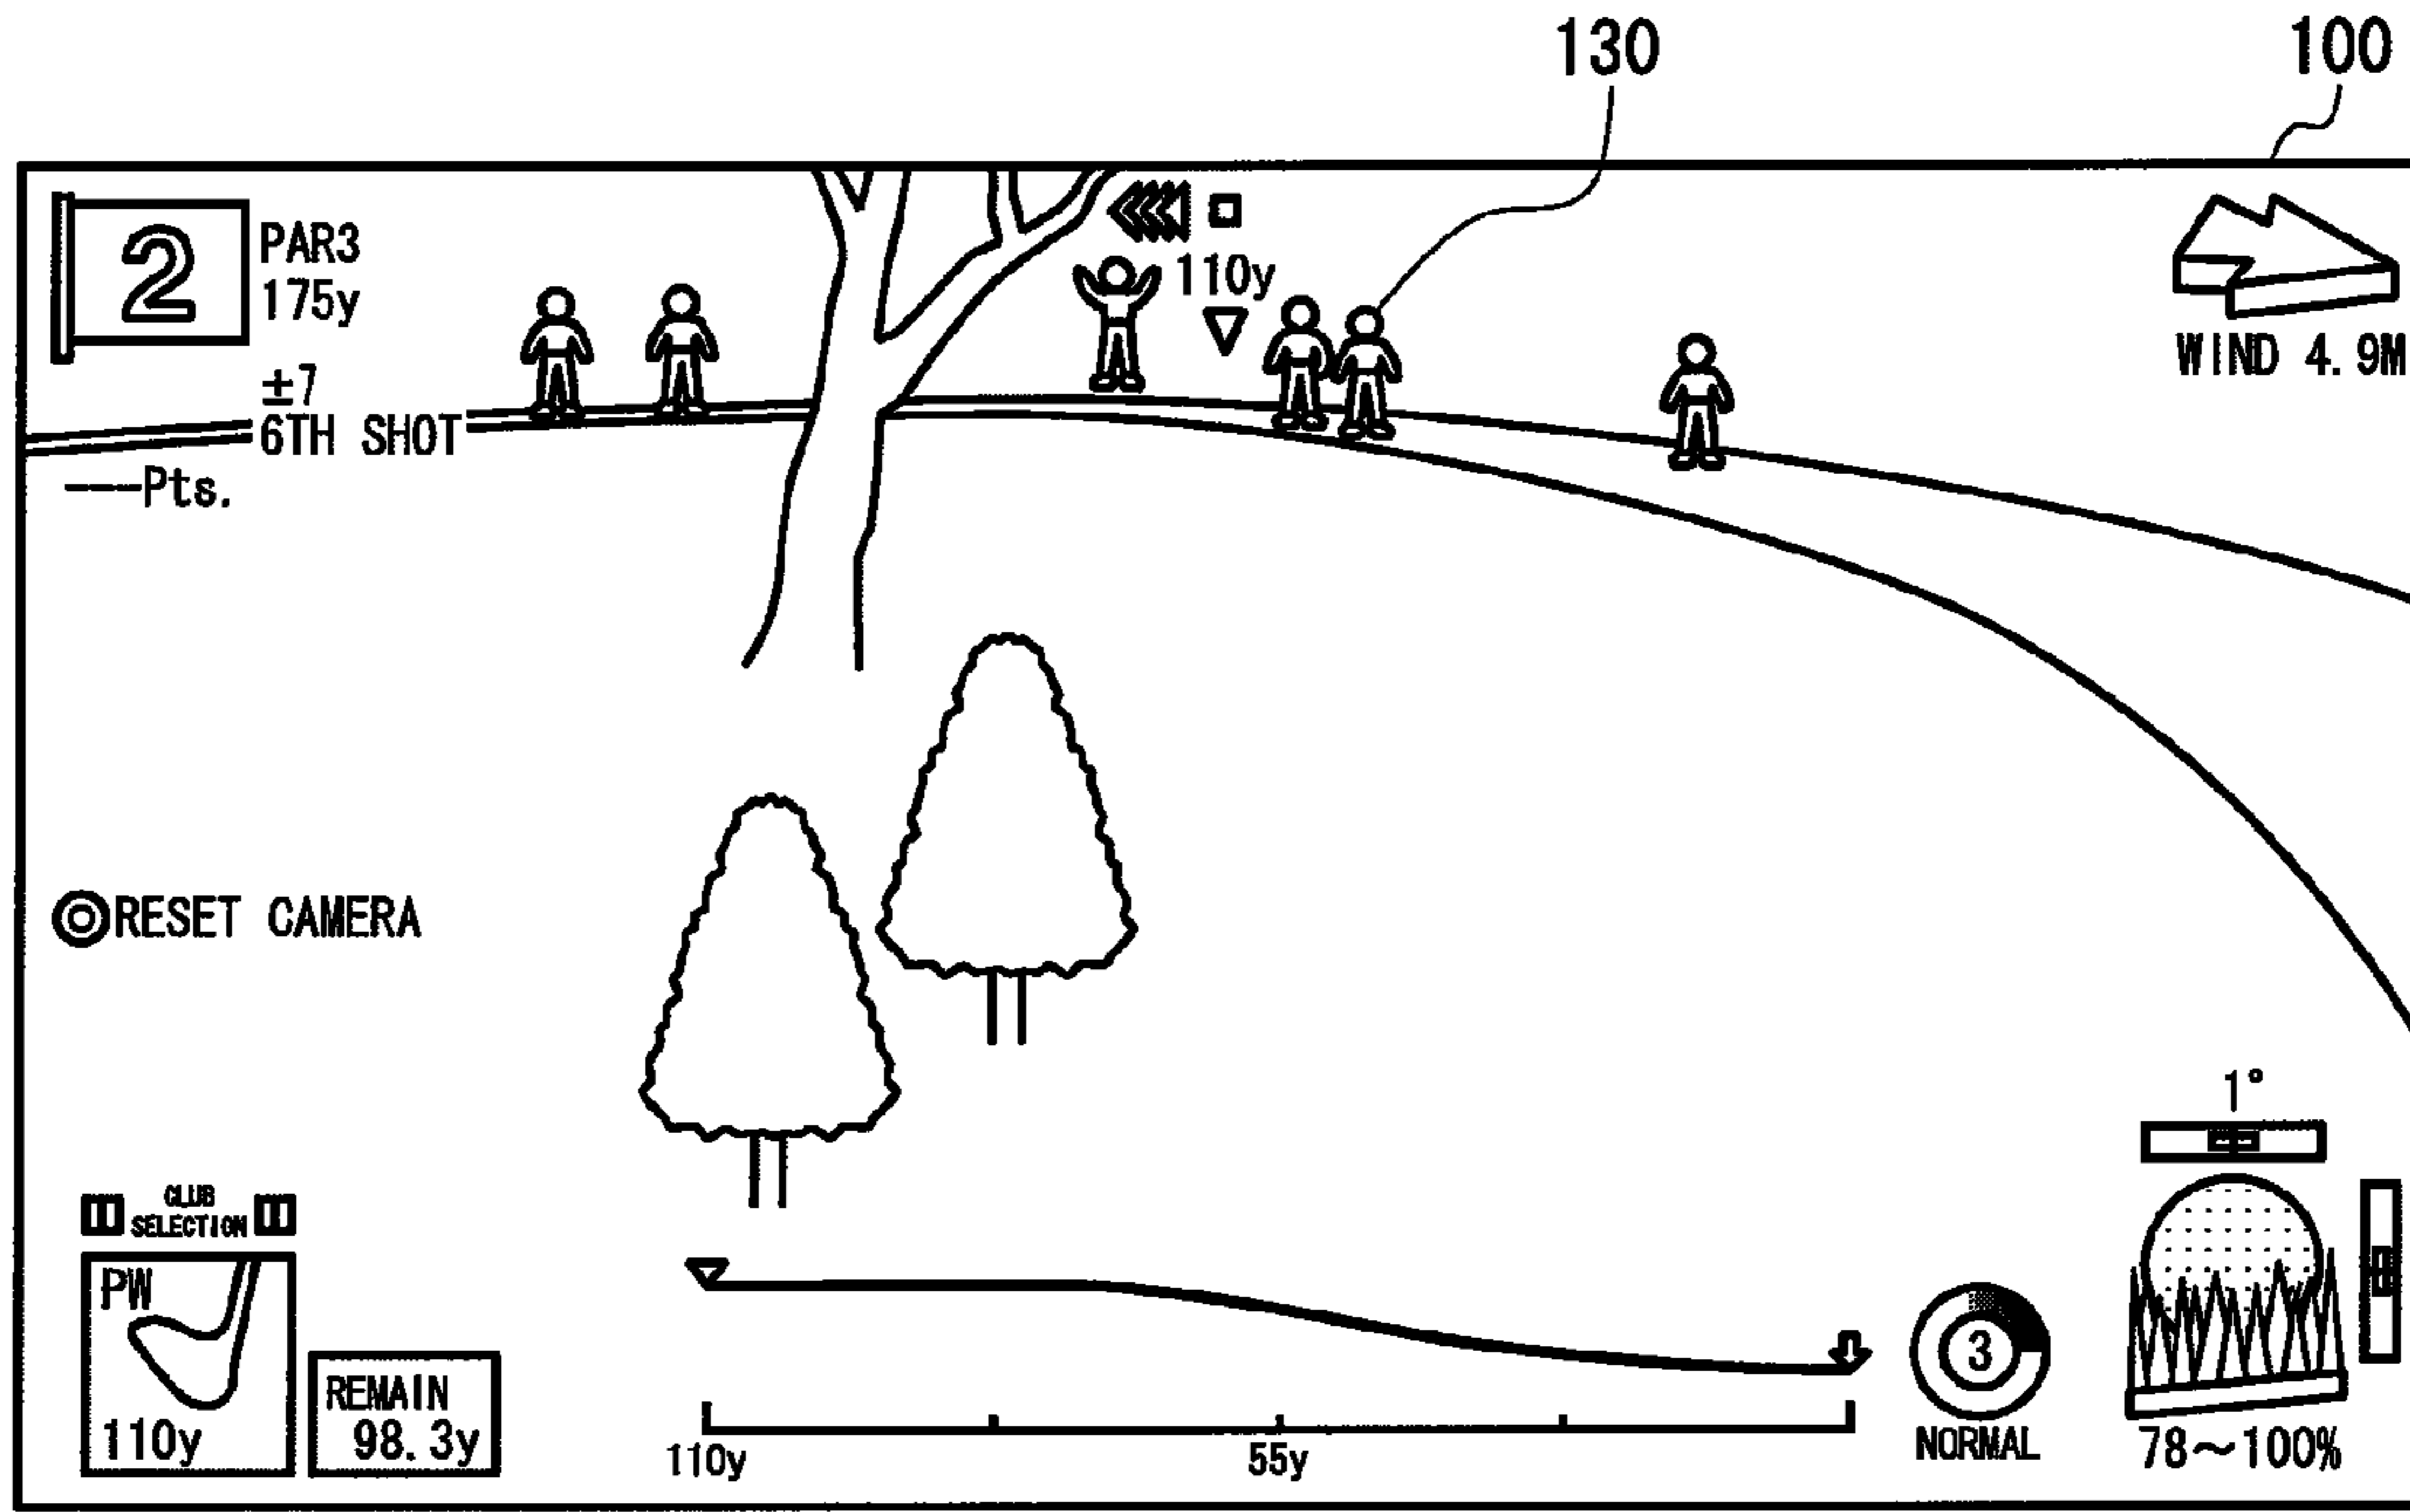 130
100
2
PAR3
175y
±7
6TH SHOT
---Pts.
110y
WIND 4.9M
RESET CAMERA
CLUB
SELECTION
PW
110y
REMAIN
98.3y
110y
55y
3
NORMAL
1°
78～100%